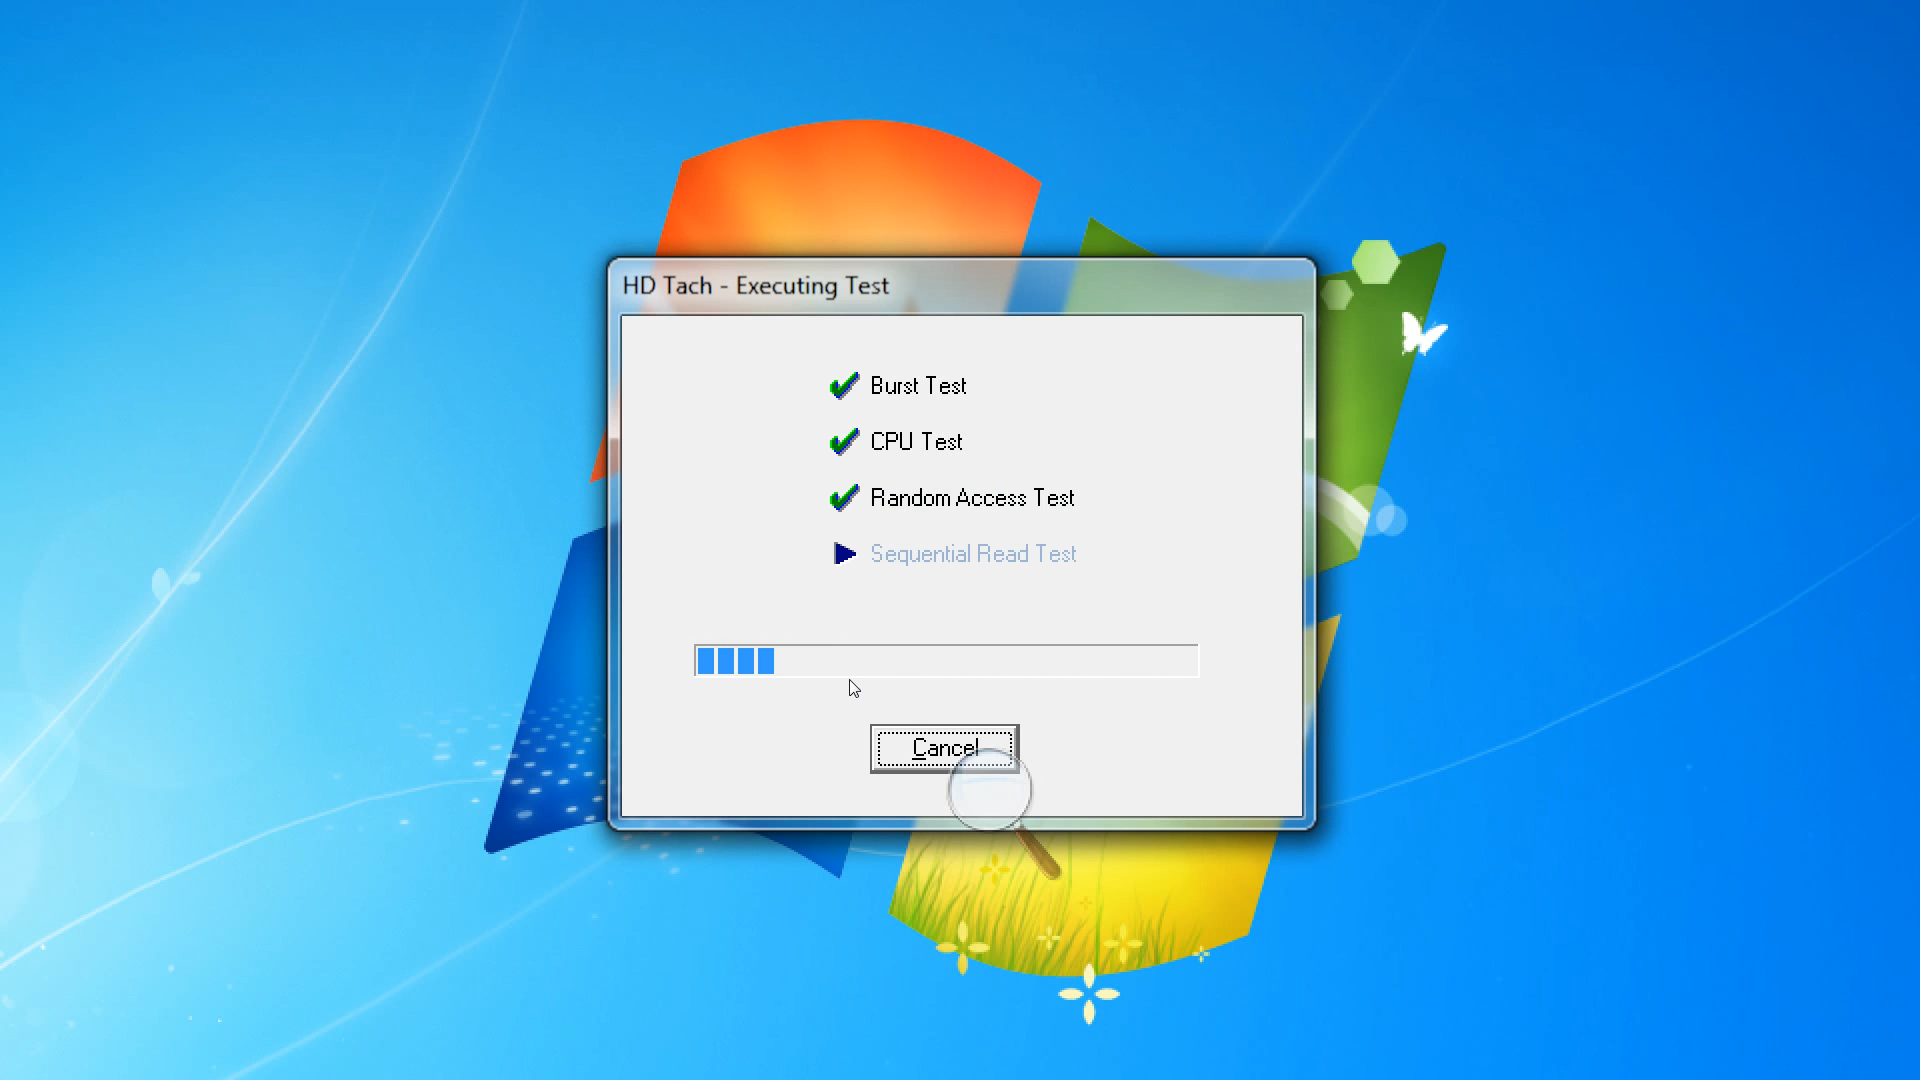 HD Tach - Executing Test
Burst Test
CPU Test
Random Access Test
Sequential Read Test
Cancel